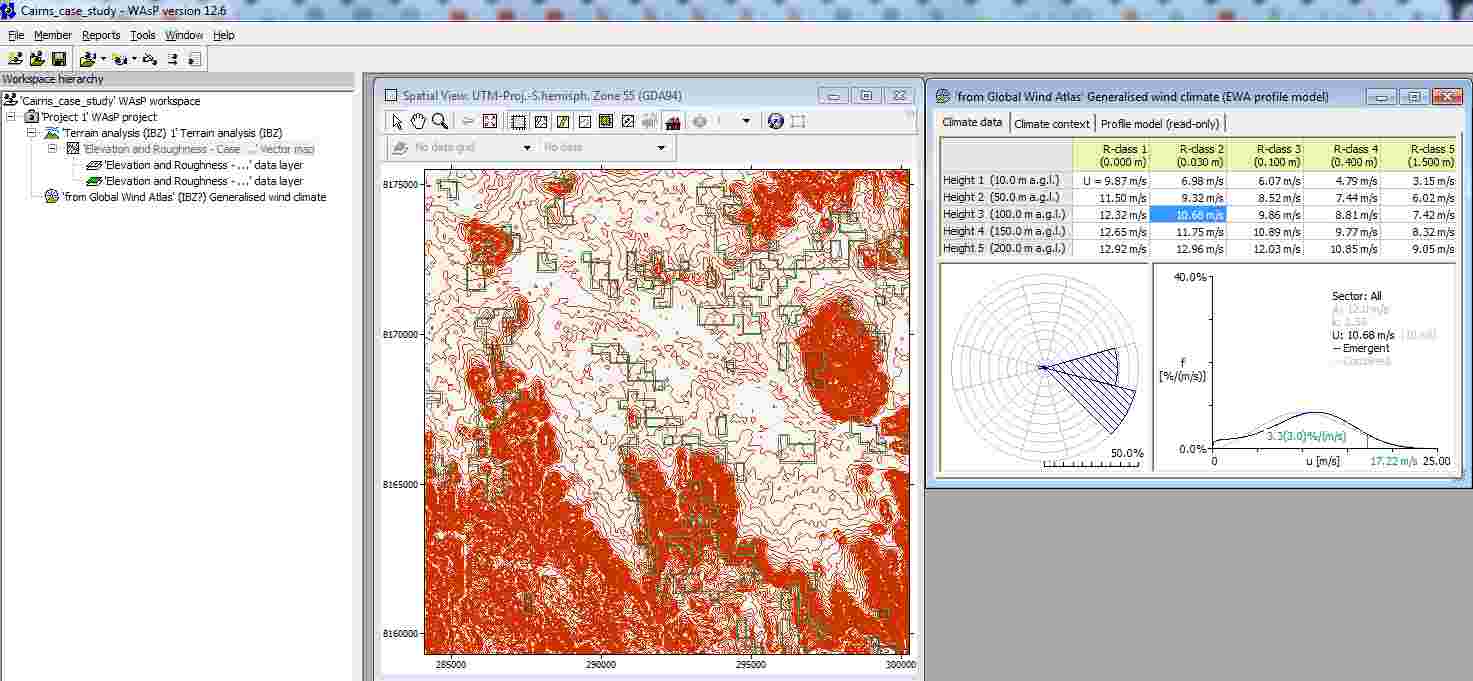 Cairns_case_study - WAsP version 12.6
File Member Reports Tools Window Help
Workspace hierarchy
'Cairns_case_study' WAsP workspace
'Project 1' WAsP project
'Terrain analysis (IBZ) 1' Terrain analysis (IBZ)
'Elevation and Roughness - Case ...' Vector map
'Elevation and Roughness - ...' data layer
'Elevation and Roughness - ...' data layer
'from Global Wind Atlas' (IBZ?) Generalised wind climate
Spatial View: UTM-Proj.-S.hemisph. Zone 55 (GDA94)
No data grid No data
8175000
8170000
8165000
8160000
285000 290000 295000 300000
'from Global Wind Atlas' Generalised wind climate (EWA profile model)
Climate data Climate context Profile model (read-only)
R-class 1 R-class 2 R-class 3 R-class 4 R-class 5
(0.000 m) (0.030 m) (0.100 m) (0.400 m) (1.500 m)
Height 1 (10.0 m a.g.l.) U = 9.87 m/s 6.98 m/s 6.07 m/s 4.79 m/s 3.15 m/s
Height 2 (50.0 m a.g.l.) 11.50 m/s 9.32 m/s 8.52 m/s 7.44 m/s 6.02 m/s
Height 3 (100.0 m a.g.l.) 12.32 m/s 10.68 m/s 9.86 m/s 8.81 m/s 7.42 m/s
Height 4 (150.0 m a.g.l.) 12.65 m/s 11.75 m/s 10.89 m/s 9.77 m/s 8.32 m/s
Height 5 (200.0 m a.g.l.) 12.92 m/s 12.96 m/s 12.03 m/s 10.85 m/s 9.05 m/s
50.0%
40.0%
Sector: All
A: 12.0 m/s
U: 10.68 m/s
-- Emergent
-- Combined
f
[%/(m/s)]
3.3(3.0)%/(m/s)
0.0%
0 u [m/s] 17.22 m/s 25.00